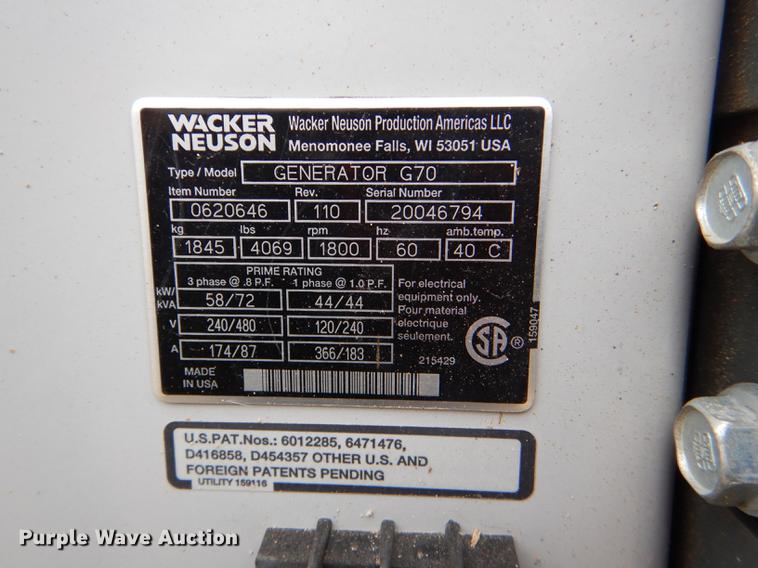 WACKER
NEUSON
Wacker Neuson Production Americas LLC
Menomonee Falls, WI 53051 USA
Type / Model GENERATOR G70
Item Number Rev. Serial Number
0620646 110 20046794
kg lbs rpm hz amb.temp.
1845 4069 1800 60 40 C
PRIME RATING
3 phase @ .8 P.F. 1 phase @ 1.0 P.F.
kW/
kVA 58/72 44/44
V 240/480 120/240
A 174/87 366/183
For electrical
equipment only.
Pour material
electrique
séulement.
215429
SA ®
159047
MADE
IN USA
U.S.PAT.Nos.: 6012285, 6471476,
D416858, D454357 OTHER U.S. AND
FOREIGN PATENTS PENDING
UTILITY 159116
Purple Wave Auction